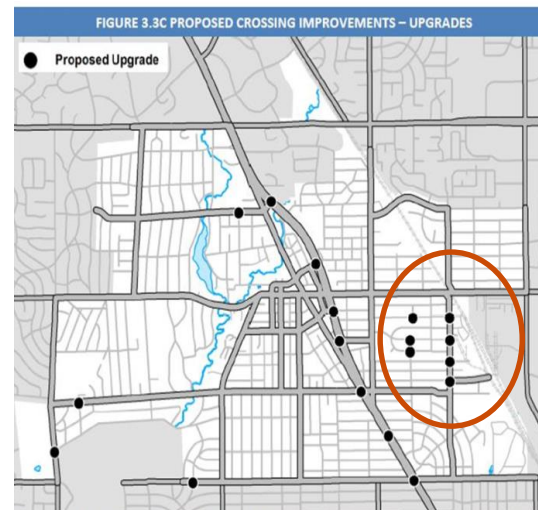 FIGURE 3.3C PROPOSED CROSSING IMPROVEMENTS – UPGRADES
Proposed Upgrade